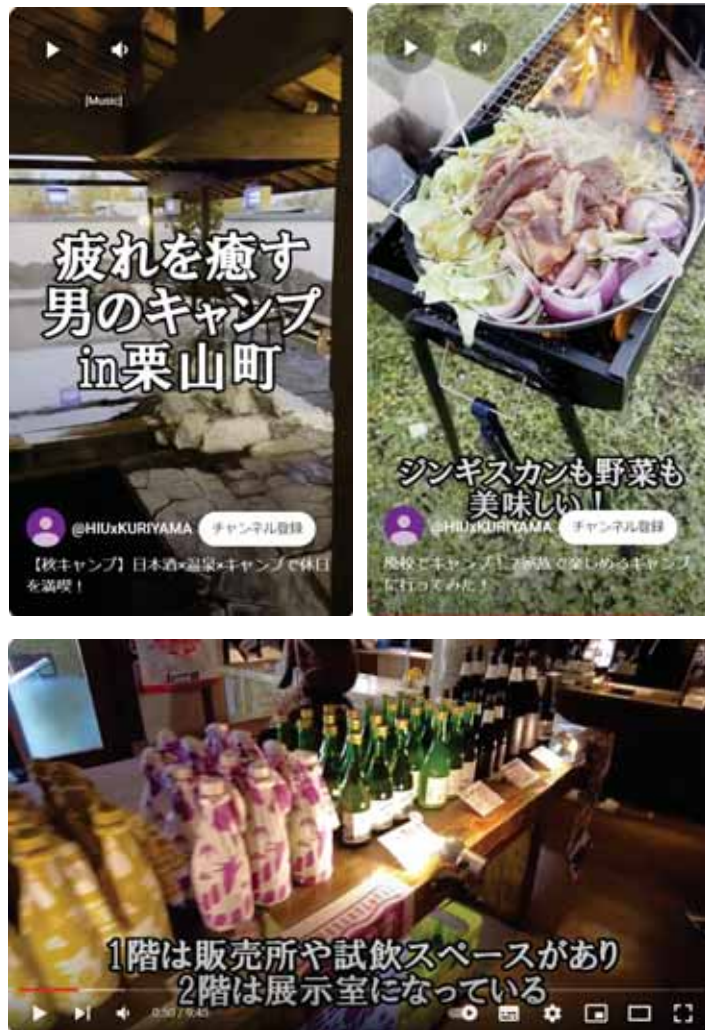 [Music]
疲れを癒す
男のキャンプ
in栗山町
@HIUxKURIYAMA
チャンネル登録
【秋キャンプ】日本酒×温泉×キャンプで休日
を満喫！
ジンギスカンも野菜も
美味しい！
@HIUxKURIYAMA
チャンネル登録
廃校でキャンプ！？家族で楽しめるキャンプ
に行ってみた！
1階は販売所や試飲スペースがあり
2階は展示室になっている
0:50 / 9:45